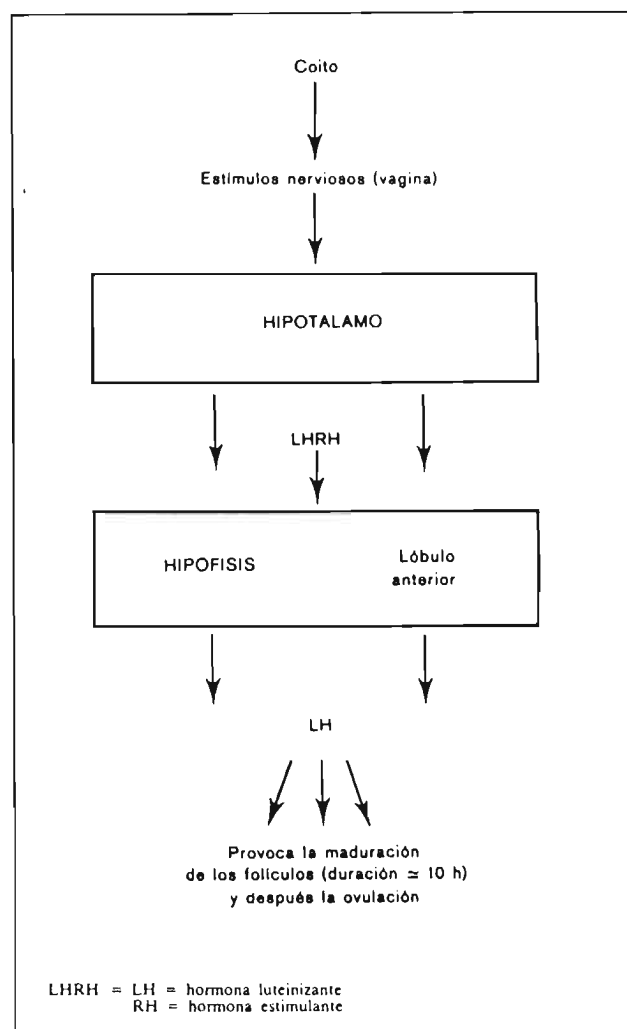 Coito
Estímulos nerviosos (vagina)
HIPOTALAMO
LHRH
HIPOFISIS
Lóbulo
anterior
LH
Provoca la maduración
de los folículos (duración ≃ 10 h)
y después la ovulación
LHRH = LH = hormona luteinizante
RH = hormona estimulante